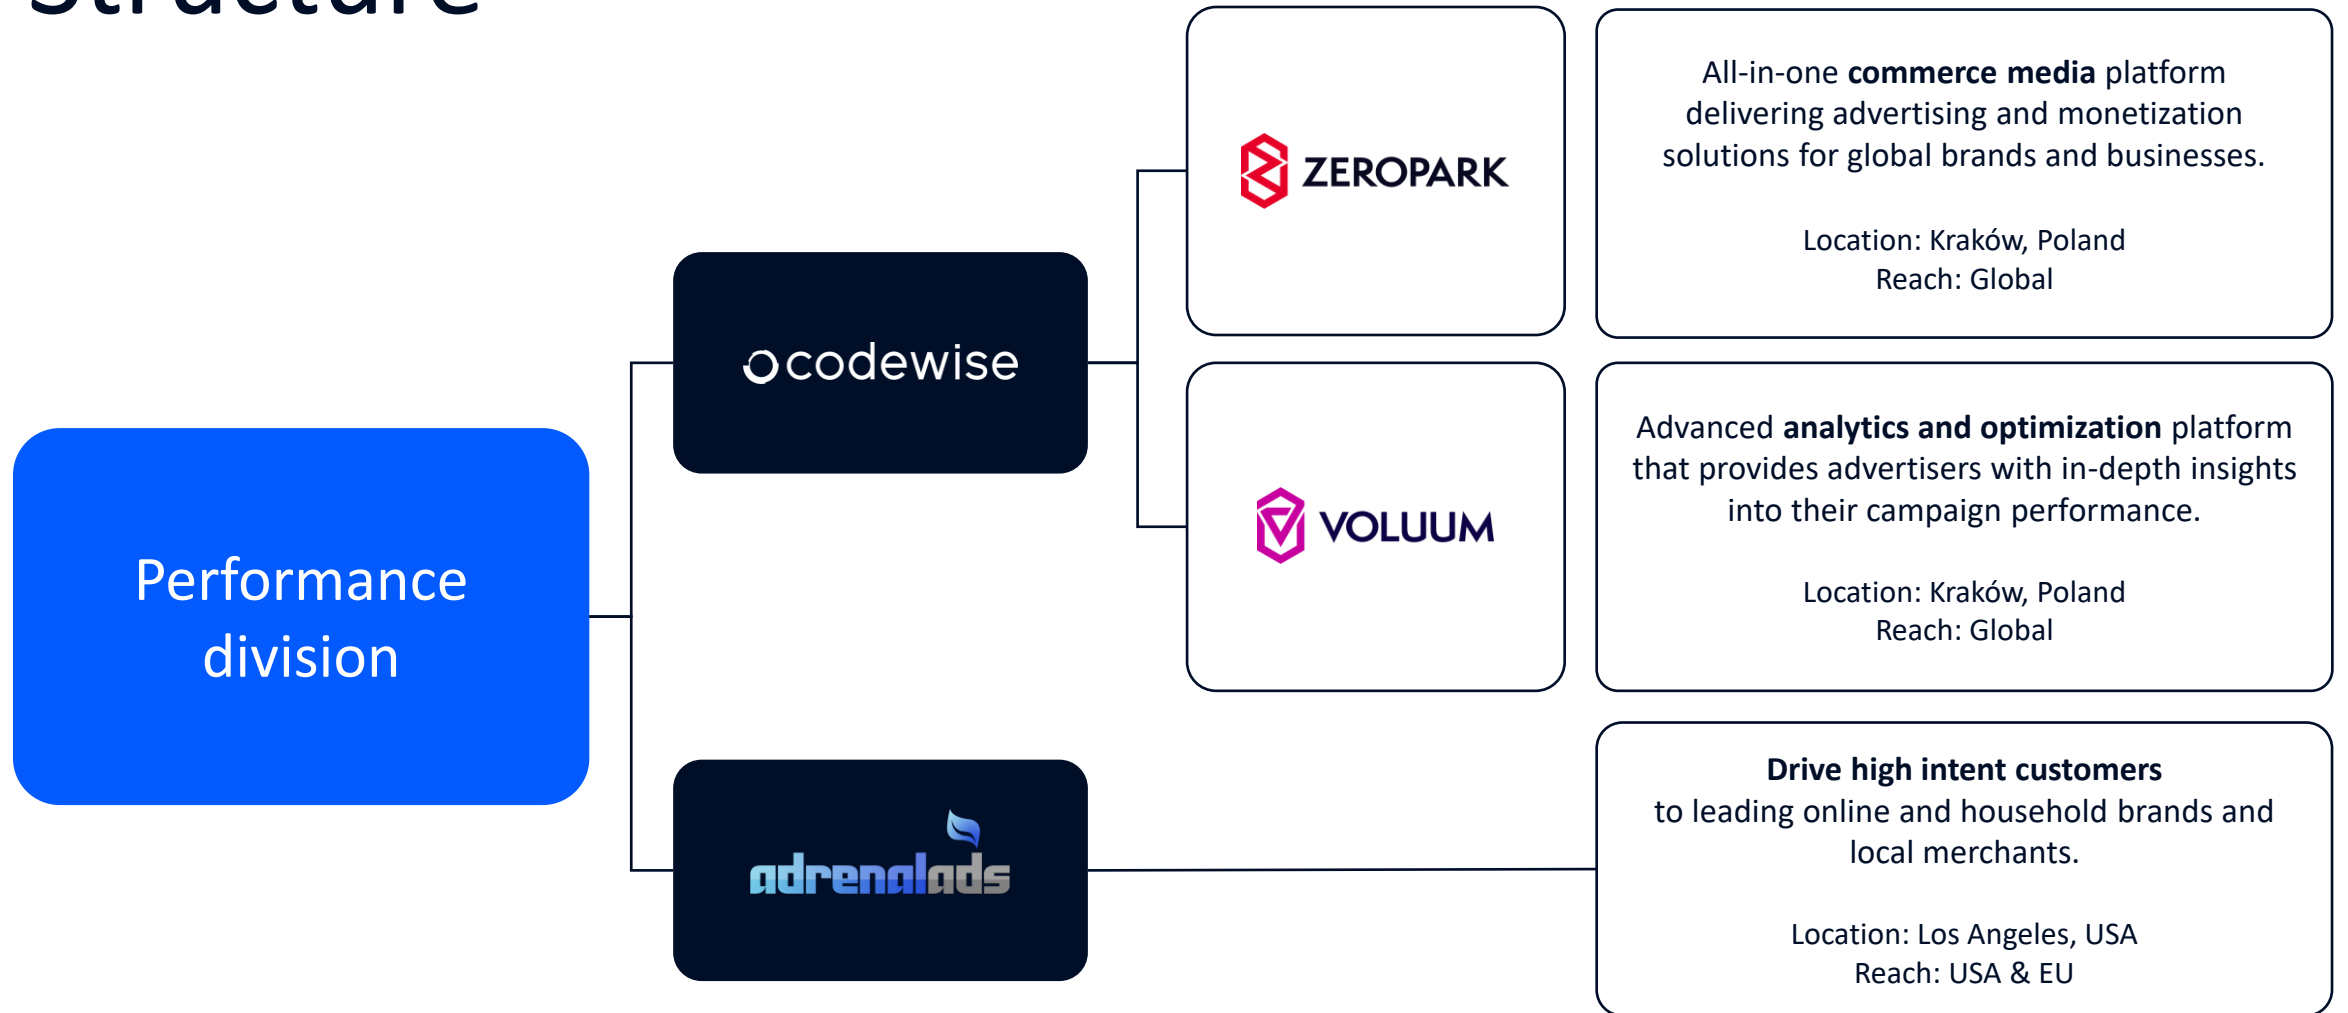 Structure
ZEROPARK
All-in-one commerce media platform
delivering advertising and monetization
solutions for global brands and businesses.
Location: Kraków, Poland
Reach: Global
codewise
VOLUUM
Advanced analytics and optimization platform
that provides advertisers with in-depth insights
into their campaign performance.
Location: Kraków, Poland
Reach: Global
Performance
division
adrenalads
Drive high intent customers
to leading online and household brands and
local merchants.
Location: Los Angeles, USA
Reach: USA & EU